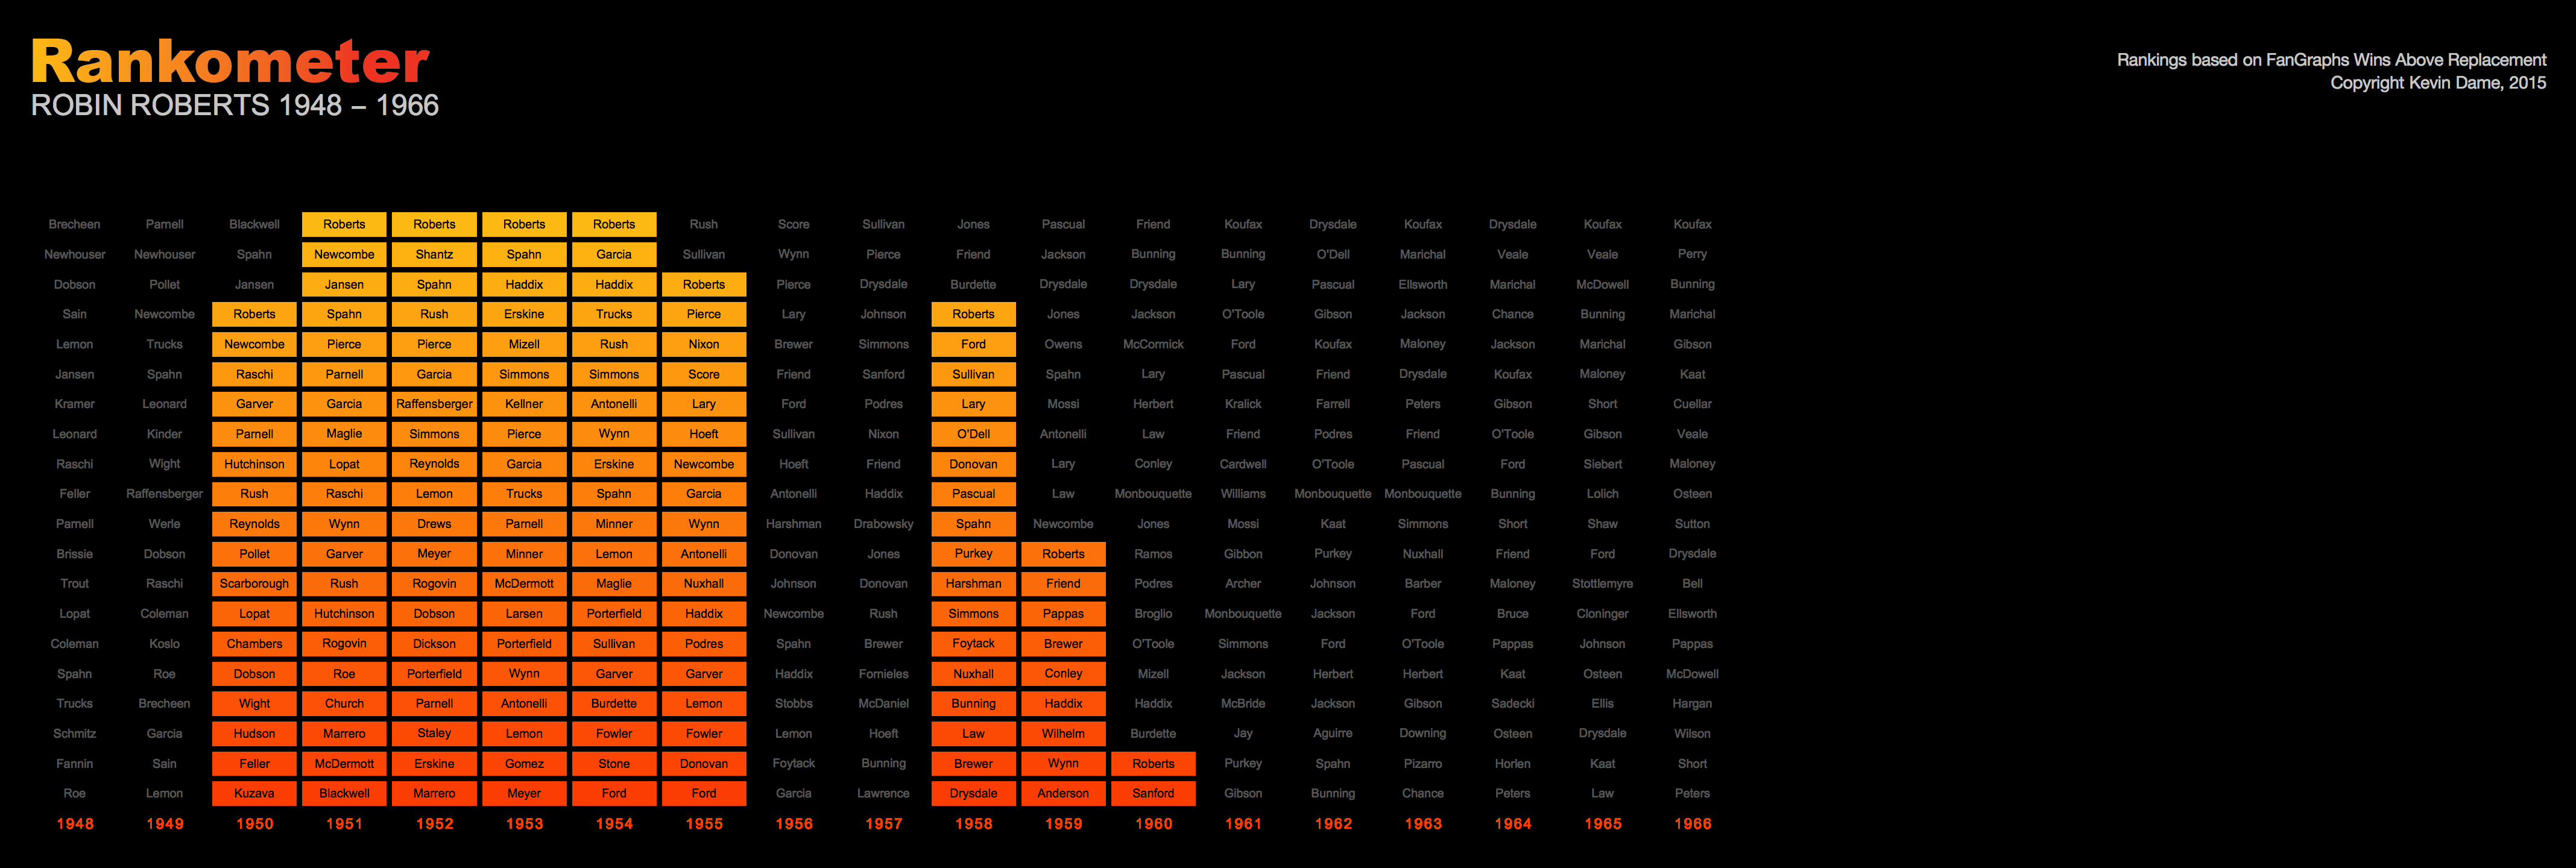 Rankometer
ROBIN ROBERTS 1948 – 1966
Rankings based on FanGraphs Wins Above Replacement
Copyright Kevin Dame, 2015
Brecheen Parnell Blackwell Roberts Roberts Roberts Roberts Rush Score Sullivan Jones Pascual Friend Koufax Drysdale Koufax Drysdale Koufax Koufax
Newhouser Newhouser Spahn Newcombe Shantz Spahn Garcia Sullivan Wynn Pierce Friend Jackson Bunning Bunning O'Dell Marichal Veale Veale Perry
Dobson Pollet Jansen Jansen Spahn Haddix Haddix Roberts Pierce Drysdale Burdette Drysdale Drysdale Lary Pascual Ellsworth Marichal McDowell Bunning
Sain Newcombe Roberts Spahn Rush Erskine Trucks Pierce Lary Johnson Roberts Jones Jackson O'Toole Gibson Jackson Chance Bunning Marichal
Lemon Trucks Newcombe Pierce Pierce Mizell Rush Nixon Brewer Simmons Ford Owens McCormick Ford Koufax Maloney Jackson Marichal Gibson
Jansen Spahn Raschi Parnell Garcia Simmons Simmons Score Friend Sanford Sullivan Spahn Lary Pascual Friend Drysdale Koufax Maloney Kaat
Kramer Leonard Garver Garcia Raffensberger Kellner Antonelli Lary Ford Podres Lary Mossi Herbert Kralick Farrell Peters Gibson Short Cuellar
Leonard Kinder Parnell Maglie Simmons Pierce Wynn Hoeft Sullivan Nixon O'Dell Antonelli Law Friend Podres Friend O'Toole Gibson Veale
Raschi Wight Hutchinson Lopat Reynolds Garcia Erskine Newcombe Hoeft Friend Donovan Lary Conley Cardwell O'Toole Pascual Ford Siebert Maloney
Feller Raffensberger Rush Raschi Lemon Trucks Spahn Garcia Antonelli Haddix Pascual Law Monbouquette Williams Monbouquette Monbouquette Bunning Lolich Osteen
Parnell Werle Reynolds Wynn Drews Parnell Minner Wynn Harshman Drabowsky Spahn Newcombe Jones Mossi Kaat Simmons Short Shaw Sutton
Brissie Dobson Pollet Garver Meyer Minner Lemon Antonelli Donovan Jones Purkey Roberts Ramos Gibbon Purkey Nuxhall Friend Ford Drysdale
Trout Raschi Scarborough Rush Rogovin McDermott Maglie Nuxhall Johnson Donovan Harshman Friend Podres Archer Johnson Barber Maloney Stottlemyre Bell
Lopat Coleman Lopat Hutchinson Dobson Larsen Porterfield Haddix Newcombe Rush Simmons Pappas Broglio Monbouquette Jackson Ford Bruce Cloninger Ellsworth
Coleman Koslo Chambers Rogovin Dickson Porterfield Sullivan Podres Spahn Brewer Foytack Brewer O'Toole Simmons Ford O'Toole Pappas Johnson Pappas
Spahn Roe Dobson Roe Porterfield Wynn Garver Garver Haddix Fornieles Nuxhall Conley Mizell Jackson Herbert Herbert Kaat Osteen McDowell
Trucks Brecheen Wight Church Parnell Antonelli Burdette Lemon Stobbs McDaniel Bunning Haddix Haddix McBride Jackson Gibson Sadecki Ellis Hargan
Schmitz Garcia Hudson Marrero Staley Lemon Fowler Fowler Lemon Hoeft Law Wilhelm Burdette Jay Aguirre Downing Osteen Drysdale Wilson
Fannin Sain Feller McDermott Erskine Gomez Stone Donovan Foytack Bunning Brewer Wynn Roberts Purkey Spahn Pizarro Horlen Kaat Short
Roe Lemon Kuzava Blackwell Marrero Meyer Ford Ford Garcia Lawrence Drysdale Anderson Sanford Gibson Bunning Chance Peters Law Peters
1948 1949 1950 1951 1952 1953 1954 1955 1956 1957 1958 1959 1960 1961 1962 1963 1964 1965 1966